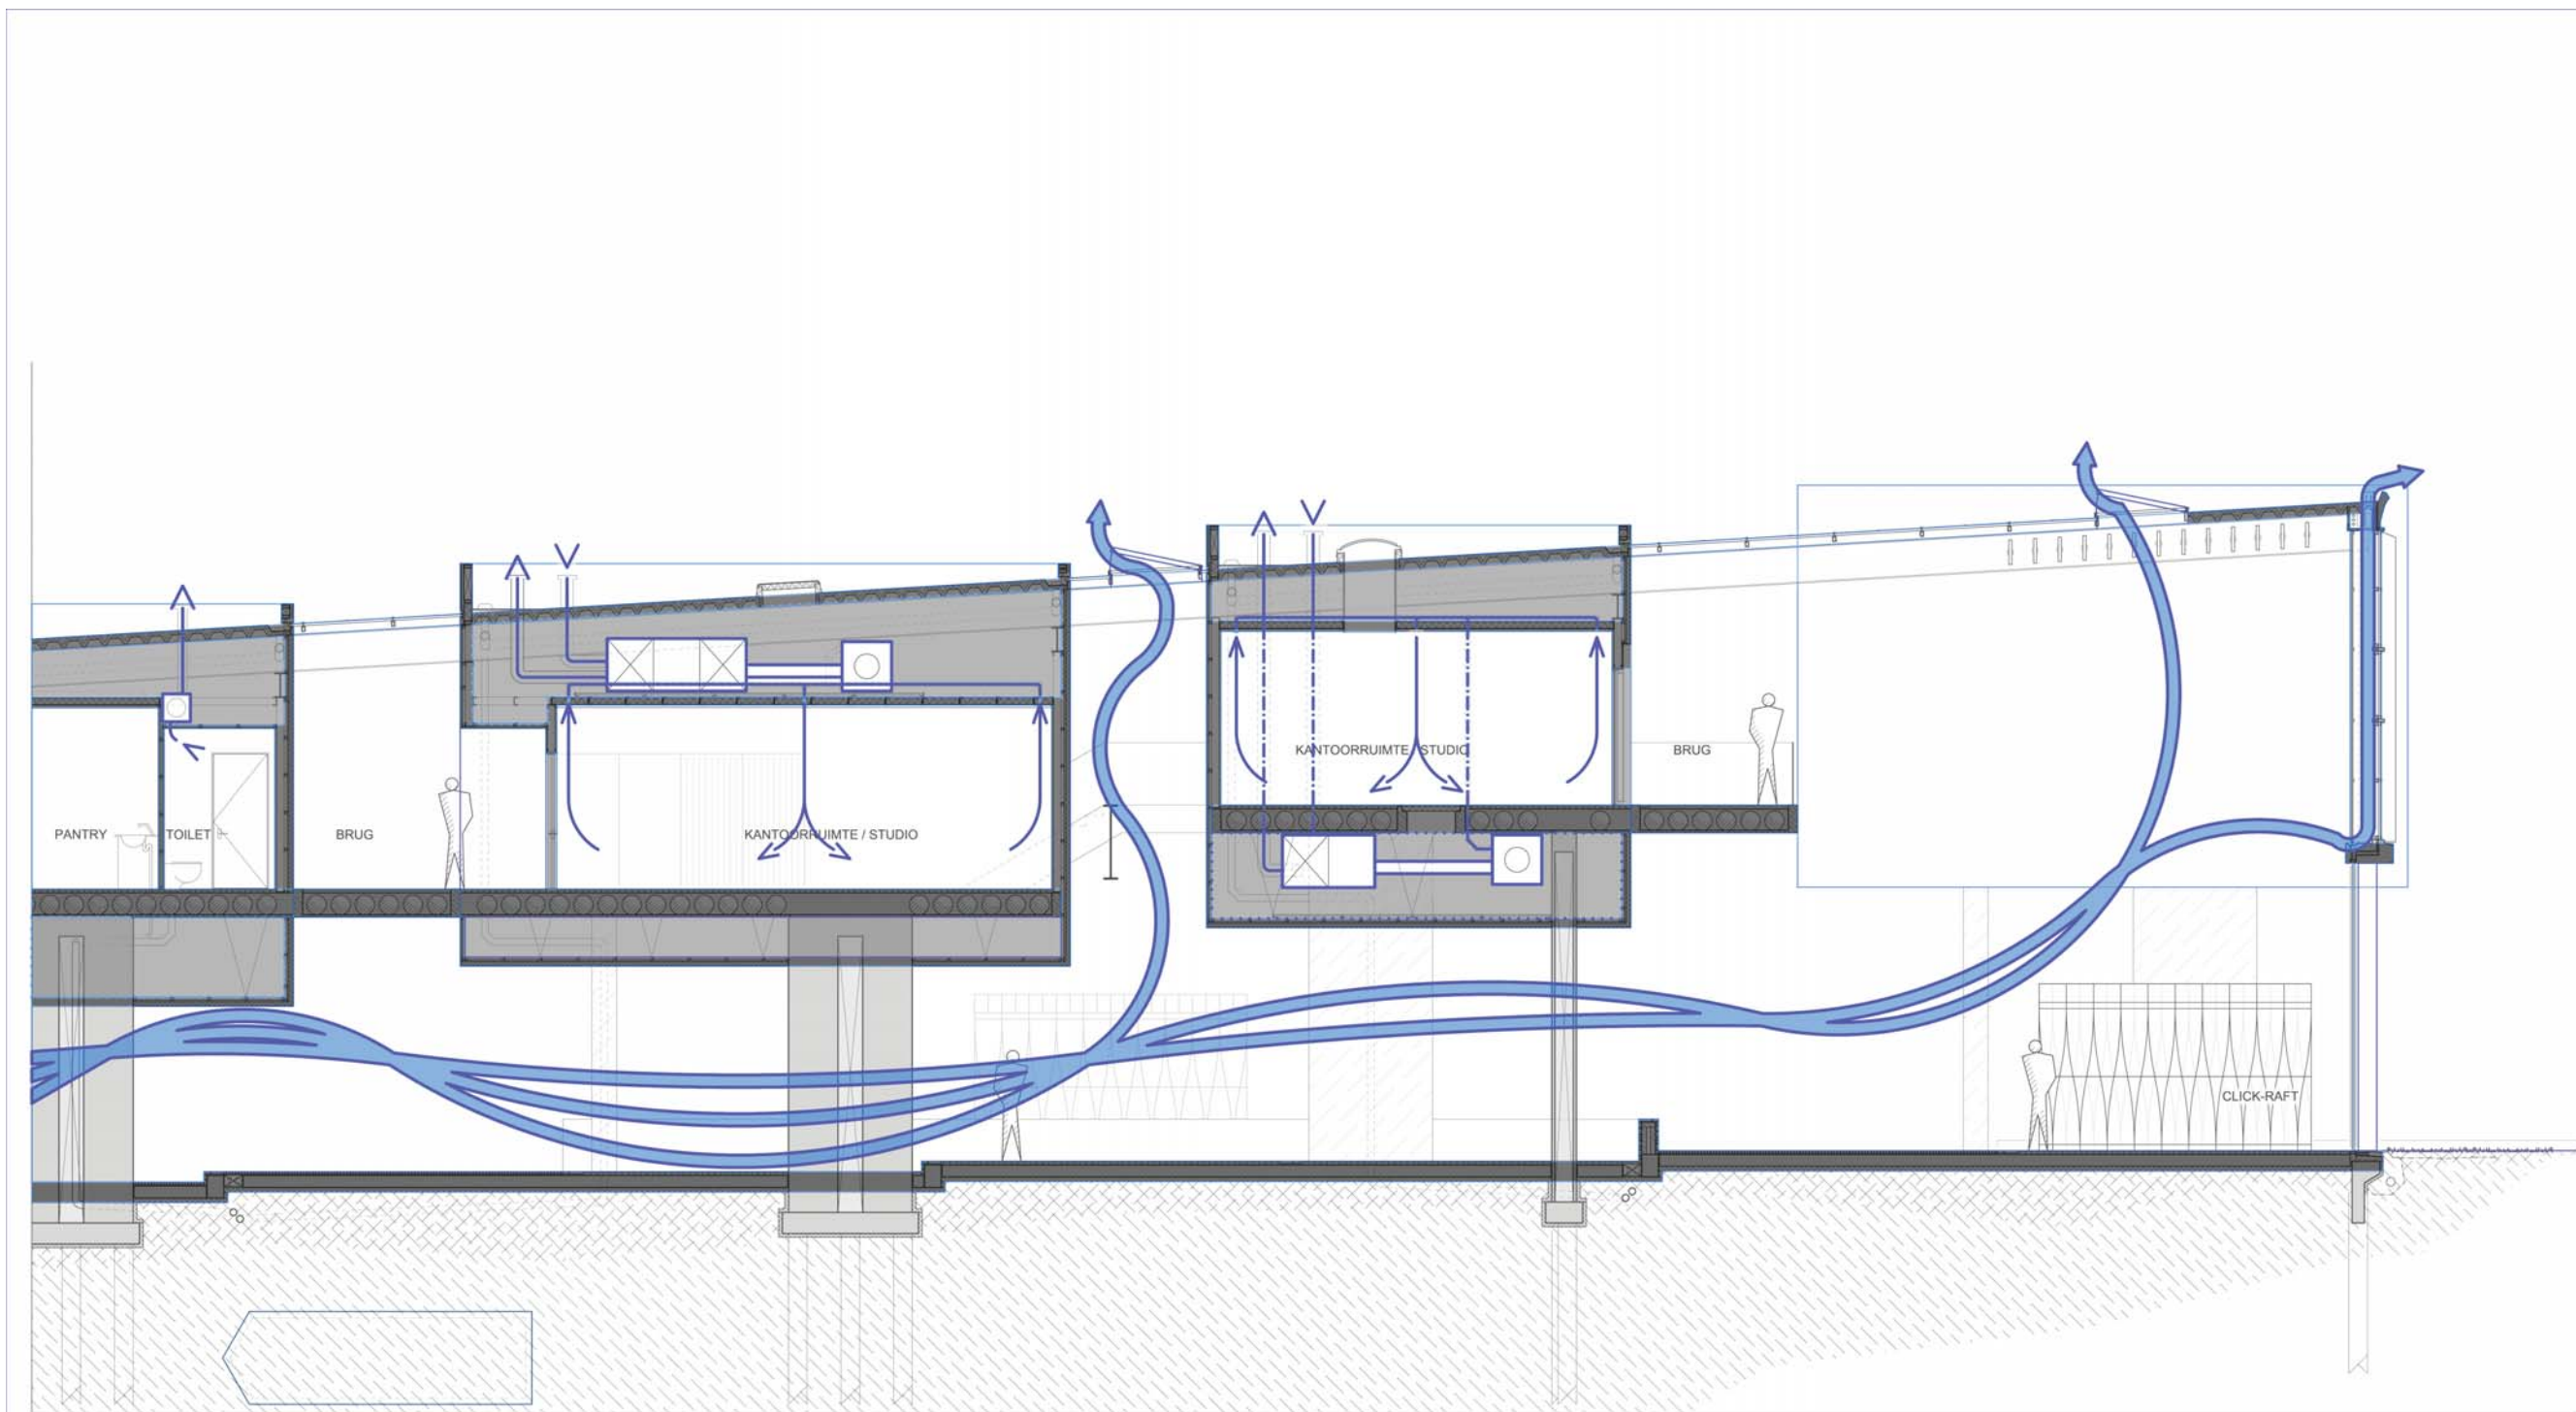 KANTOORRUIMTE / STUDIO
BRUG
PANTRY
TOILET
BRUG
KANTOORRUIMTE / STUDIO
CLICK-RAFT